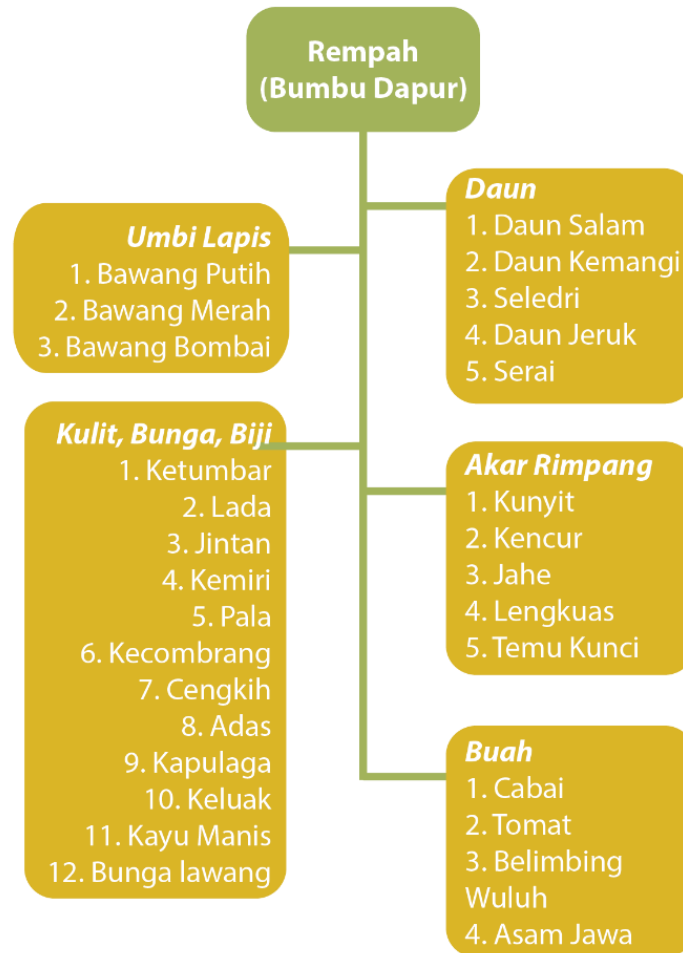 Rempah
(Bumbu Dapur)
Umbi Lapis
1. Bawang Putih
2. Bawang Merah
3. Bawang Bombai
Daun
1. Daun Salam
2. Daun Kemangi
3. Seledri
4. Daun Jeruk
5. Serai
Kulit, Bunga, Biji
1. Ketumbar
2. Lada
3. Jintan
4. Kemiri
5. Pala
6. Kecombrang
7. Cengkih
8. Adas
9. Kapulaga
10. Keluak
11. Kayu Manis
12. Bunga lawang
Akar Rimpang
1. Kunyit
2. Kencur
3. Jahe
4. Lengkuas
5. Temu Kunci
Buah
1. Cabai
2. Tomat
3. Belimbing
Wuluh
4. Asam Jawa